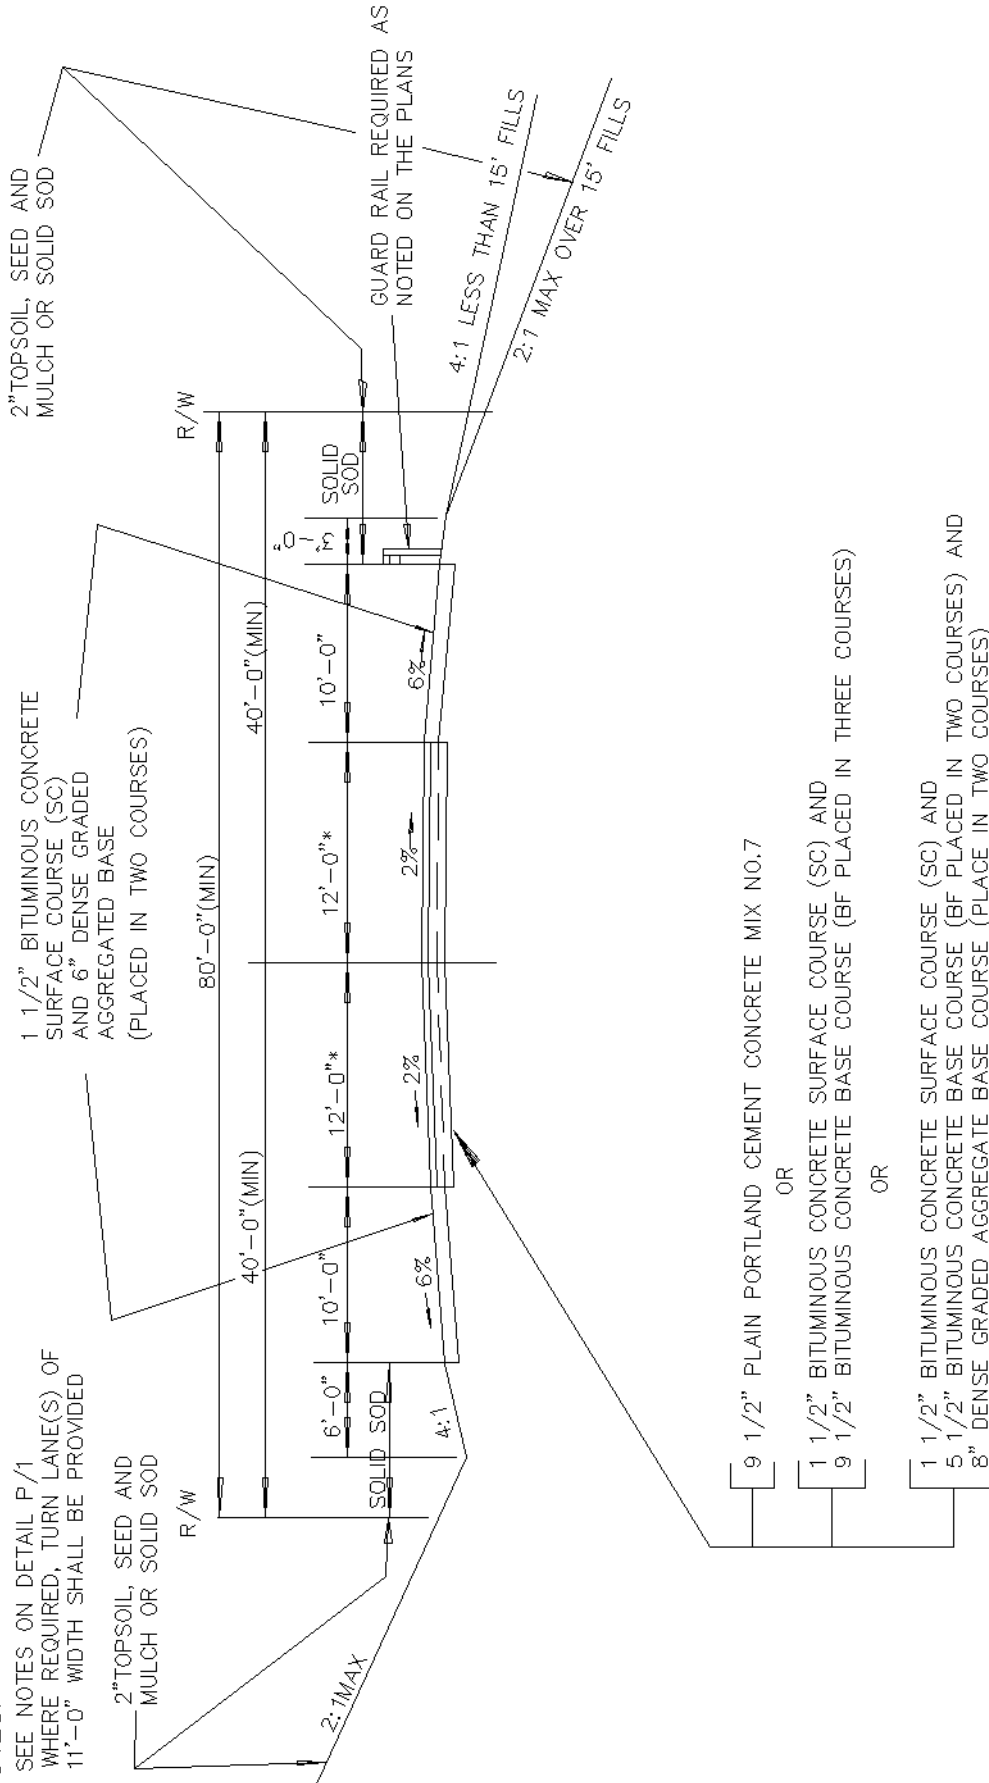 SEE NOTES ON DETAIL P/1
WHERE REQUIRED, TURN LANE(S) OF
11'-0" WIDTH SHALL BE PROVIDED
2"TOPSOIL, SEED AND
MULCH OR SOLID SOD
R/W
1 1/2" BITUMINOUS CONCRETE
SURFACE COURSE (SC)
AND 6" DENSE GRADED
AGGREGATED BASE
(PLACED IN TWO COURSES)
2"TOPSOIL, SEED AND
MULCH OR SOLID SOD
R/W
80'-0"(MIN)
40'-0"(MIN)
40'-0"(MIN)
6'-0"
10'-0"
12'-0"*
12'-0"*
10'-0"
3'-0"
SOLID
SOD
SOLID SOD
GUARD RAIL REQUIRED AS
NOTED ON THE PLANS
2:1MAX
4:1
6%
2%
2%
6%
4:1 LESS THAN 15' FILLS
2:1 MAX OVER 15' FILLS
9 1/2" PLAIN PORTLAND CEMENT CONCRETE MIX NO.7
OR
1 1/2" BITUMINOUS CONCRETE SURFACE COURSE (SC) AND
9 1/2" BITUMINOUS CONCRETE BASE COURSE (BF PLACED IN THREE COURSES)
OR
1 1/2" BITUMINOUS CONCRETE SURFACE COURSE (SC) AND
5 1/2" BITUMINOUS CONCRETE BASE COURSE (BF PLACED IN TWO COURSES) AND
8" DENSE GRADED AGGREGATE BASE COURSE (PLACE IN TWO COURSES)